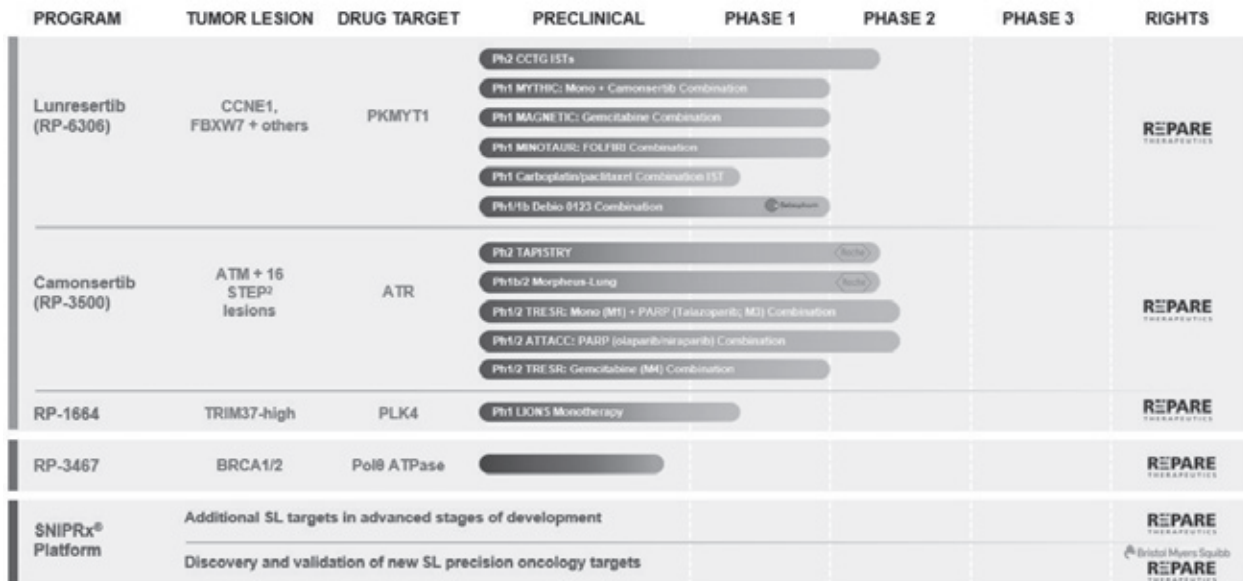 PROGRAM TUMOR LESION DRUG TARGET PRECLINICAL PHASE 1 PHASE 2 PHASE 3 RIGHTS
Lunresertib
(RP-6306)
CCNE1,
FBXW7 + others
PKMYT1
Ph2 CCTG ISTs
Ph1 MYTHIC: Mono + Camonsertib Combination
Ph1 MAGNETIC: Gemcitabine Combination
Ph1 MINOTAUR: FOLFIRI Combination
Ph1 Carboplatin/paclitaxel Combination IST
Ph1/1b Debio 0123 Combination
Debiopharm
REPARE
THERAPEUTICS
Camonsertib
(RP-3500)
ATM + 16
STEP²
lesions
ATR
Ph2 TAPISTRY
Roche
Ph1b/2 Morpheus-Lung
Roche
Ph1/2 TRESR: Mono (M1) + PARP (Talazoparib; M3) Combination
Ph1/2 ATTACC: PARP (olaparib/niraparib) Combination
Ph1/2 TRESR: Gemcitabine (M4) Combination
REPARE
THERAPEUTICS
RP-1664 TRIM37-high PLK4
Ph1 LIONS Monotherapy
REPARE
THERAPEUTICS
RP-3467 BRCA1/2 Polθ ATPase
REPARE
THERAPEUTICS
SNIPRx®
Platform
Additional SL targets in advanced stages of development
REPARE
THERAPEUTICS
Discovery and validation of new SL precision oncology targets
Bristol Myers Squibb
REPARE
THERAPEUTICS